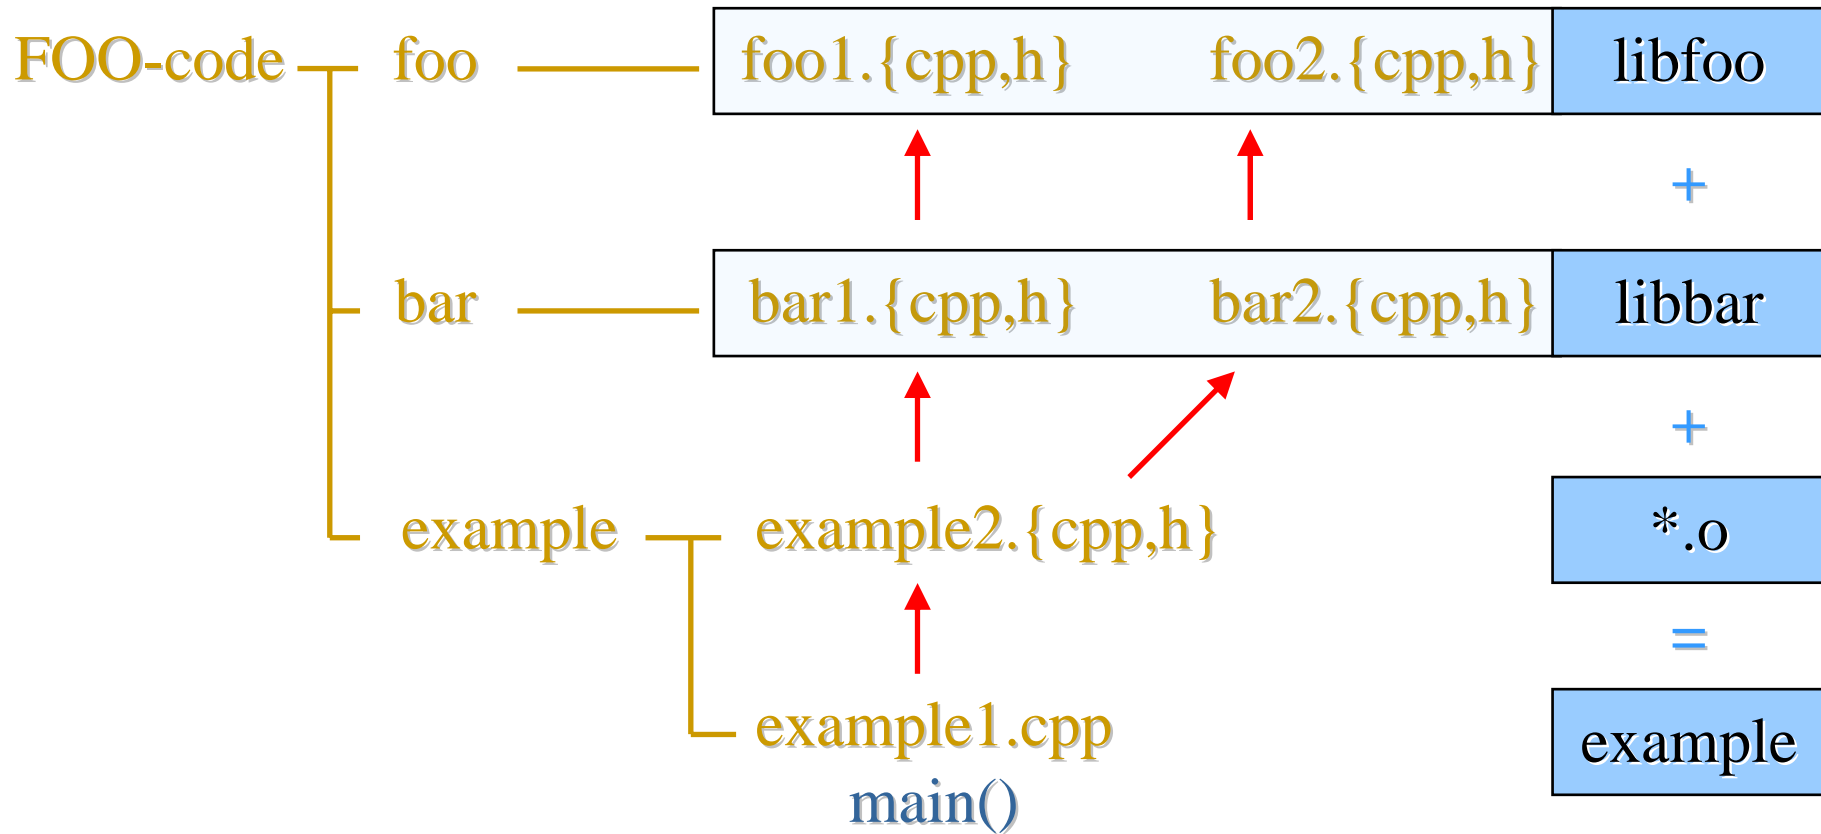 FOO-code foo foo1.{cpp,h} foo2.{cpp,h} libfoo
+
bar bar1.{cpp,h} bar2.{cpp,h} libbar
+
example example2.{cpp,h} *.o
=
example1.cpp example
main()